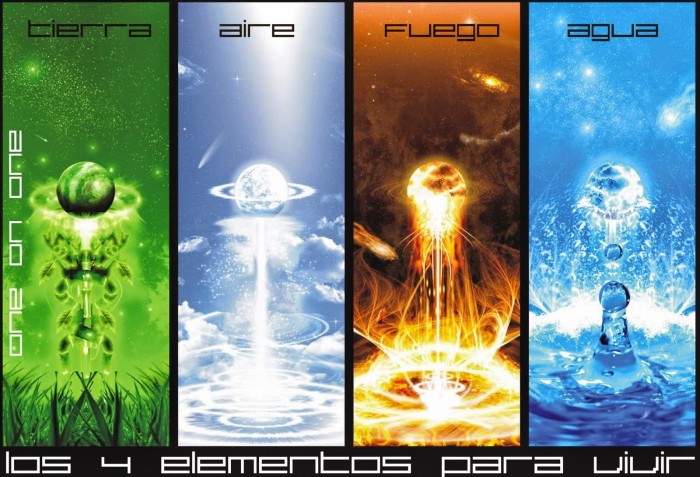 tierra
aire
fuego
agua
one on one
los 4 elementos para vivir